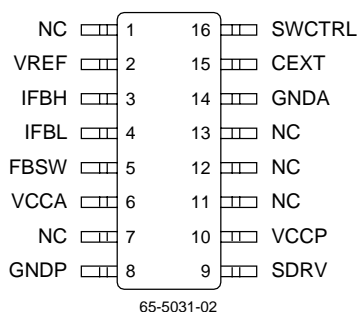 NC 1 16 SWCTRL
VREF 2 15 CEXT
IFBH 3 14 GNDA
IFBL 4 13 NC
FBSW 5 12 NC
VCCA 6 11 NC
NC 7 10 VCCP
GNDP 8 9 SDRV
65-5031-02